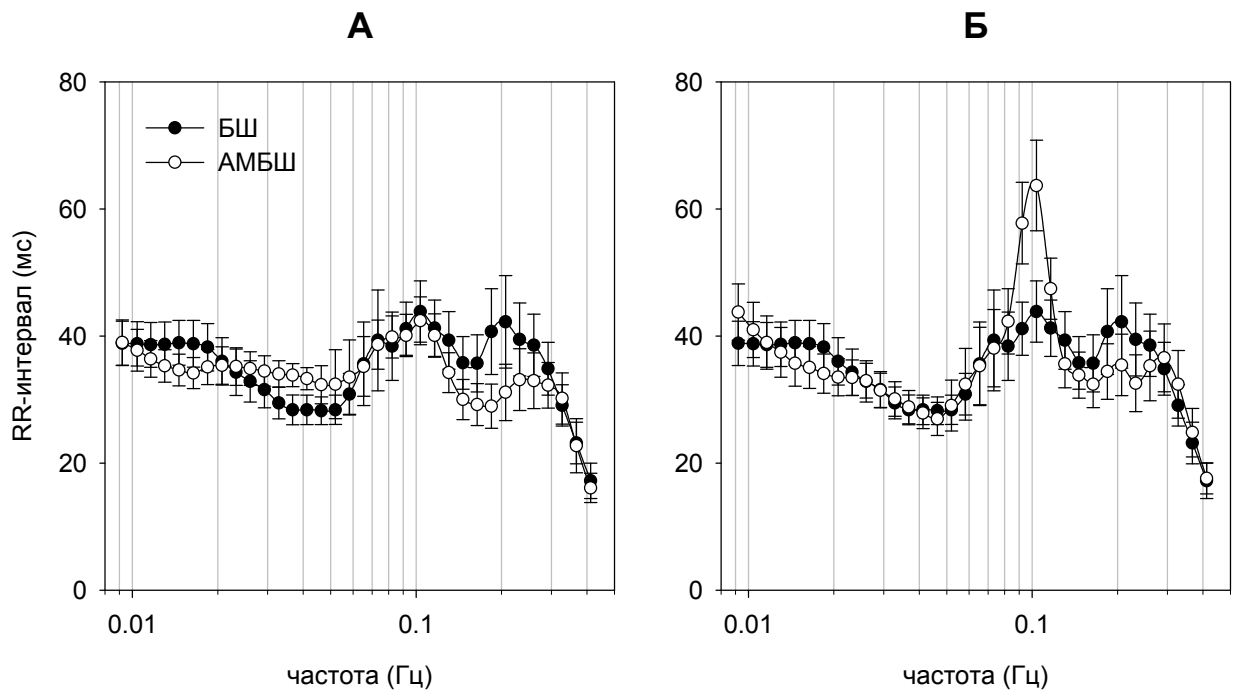 А
Б
80
60
40
20
0
RR-интервал (мс)
БШ
АМБШ
0.01
0.1
частота (Гц)
80
60
40
20
0
0.01
0.1
частота (Гц)